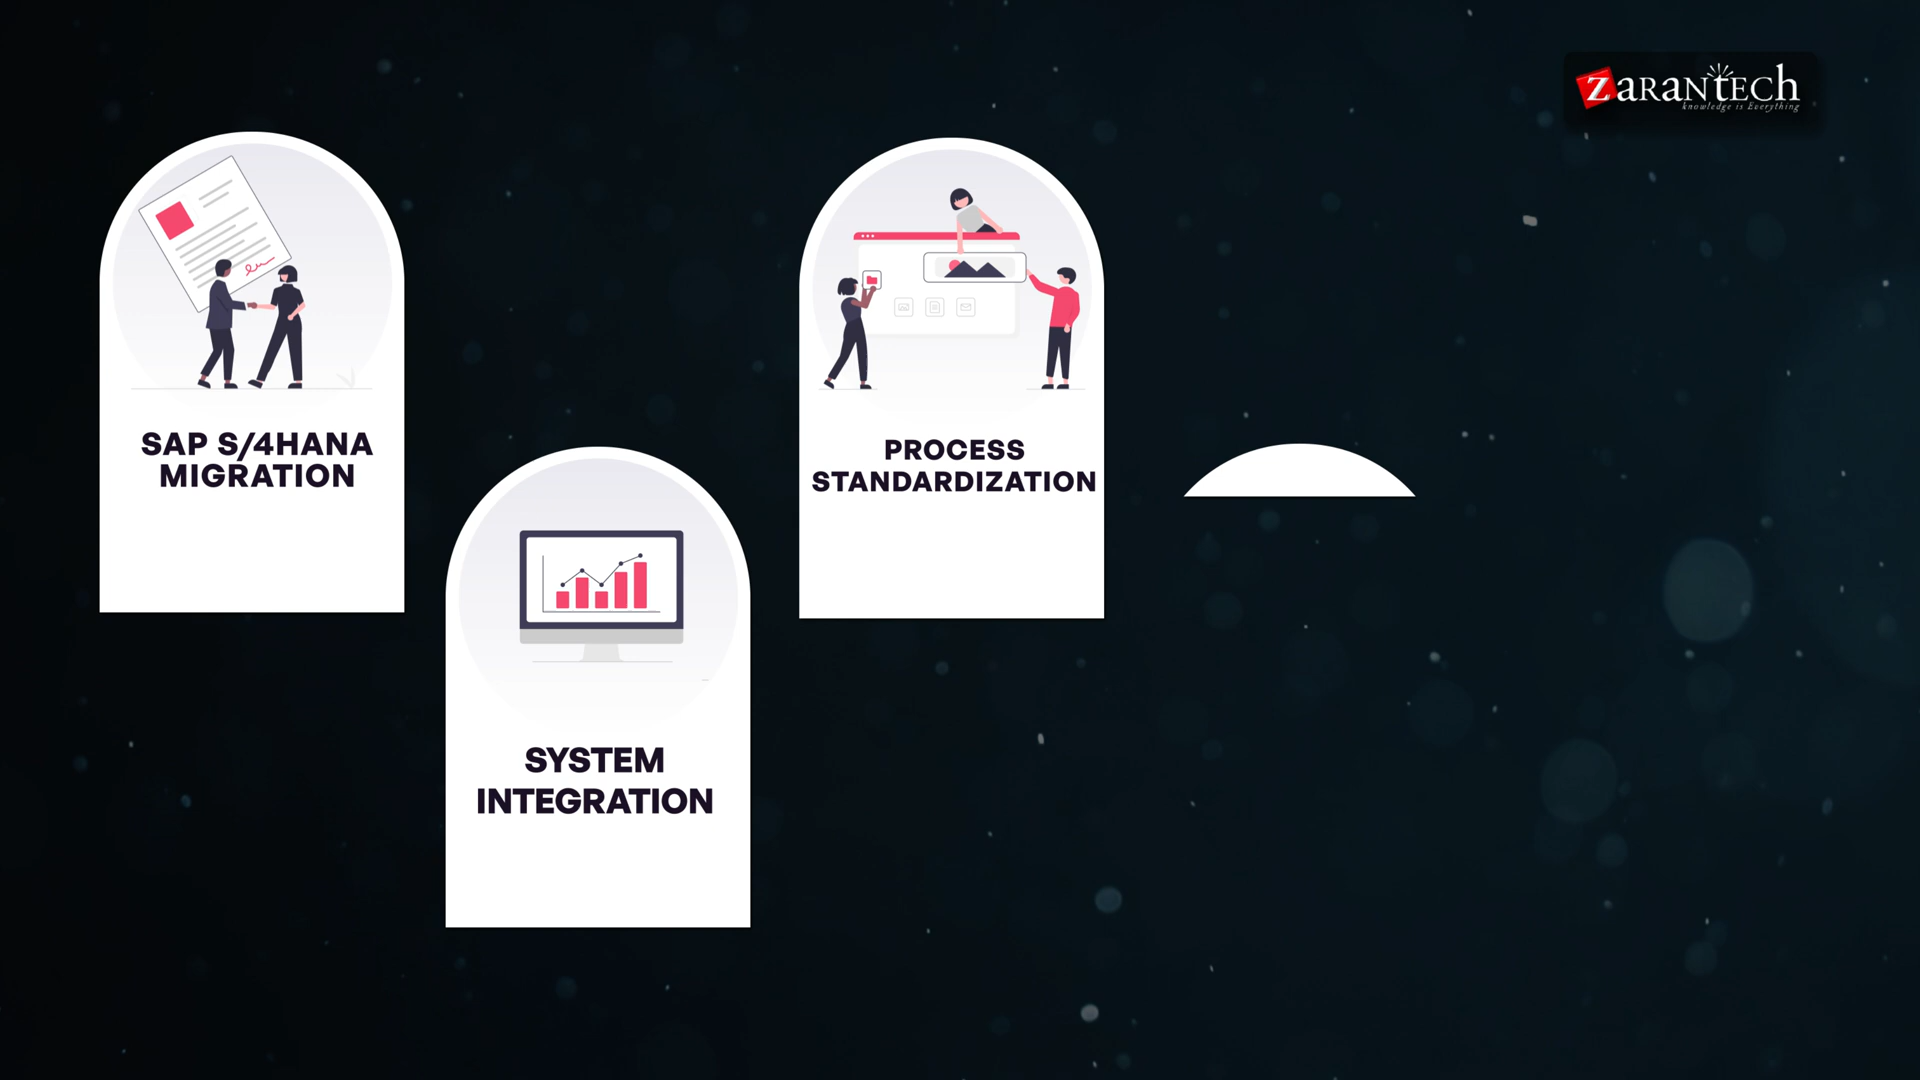 ZARANTECH
knowledge is Everything
SAP S/4HANA
MIGRATION
SYSTEM
INTEGRATION
PROCESS
STANDARDIZATION